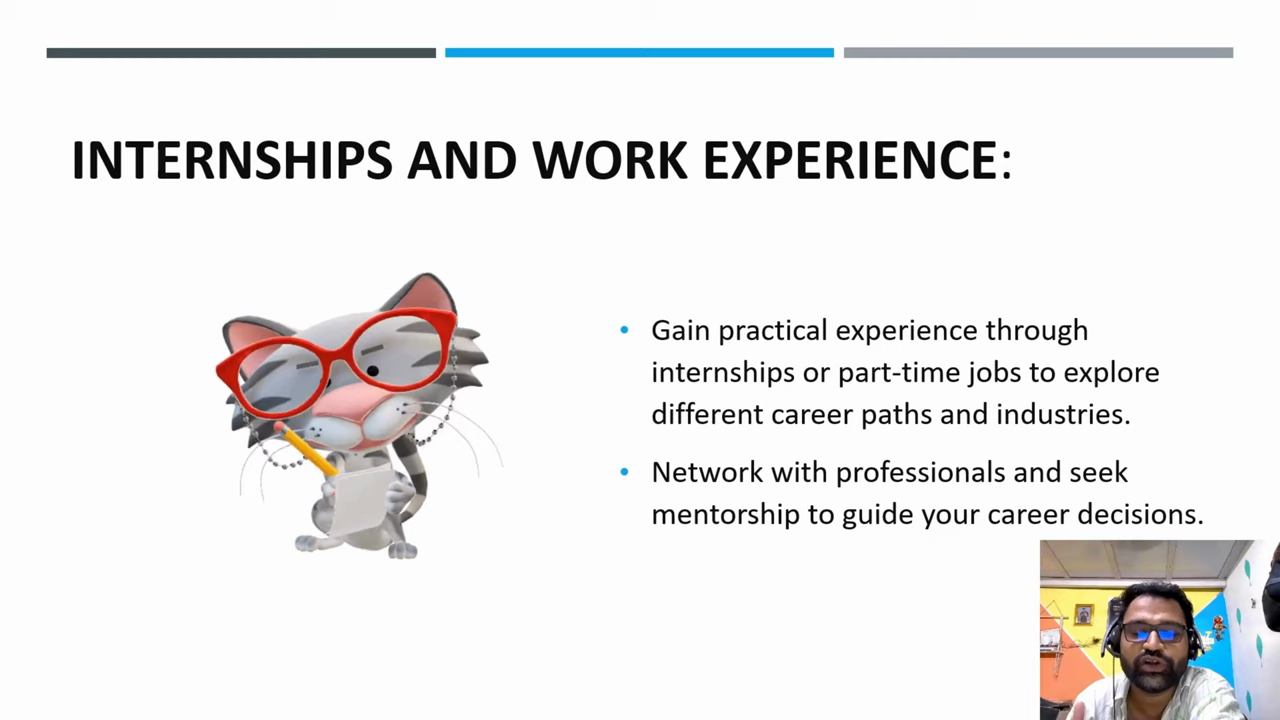 INTERNSHIPS AND WORK EXPERIENCE:
• Gain practical experience through
internships or part-time jobs to explore
different career paths and industries.
• Network with professionals and seek
mentorship to guide your career decisions.